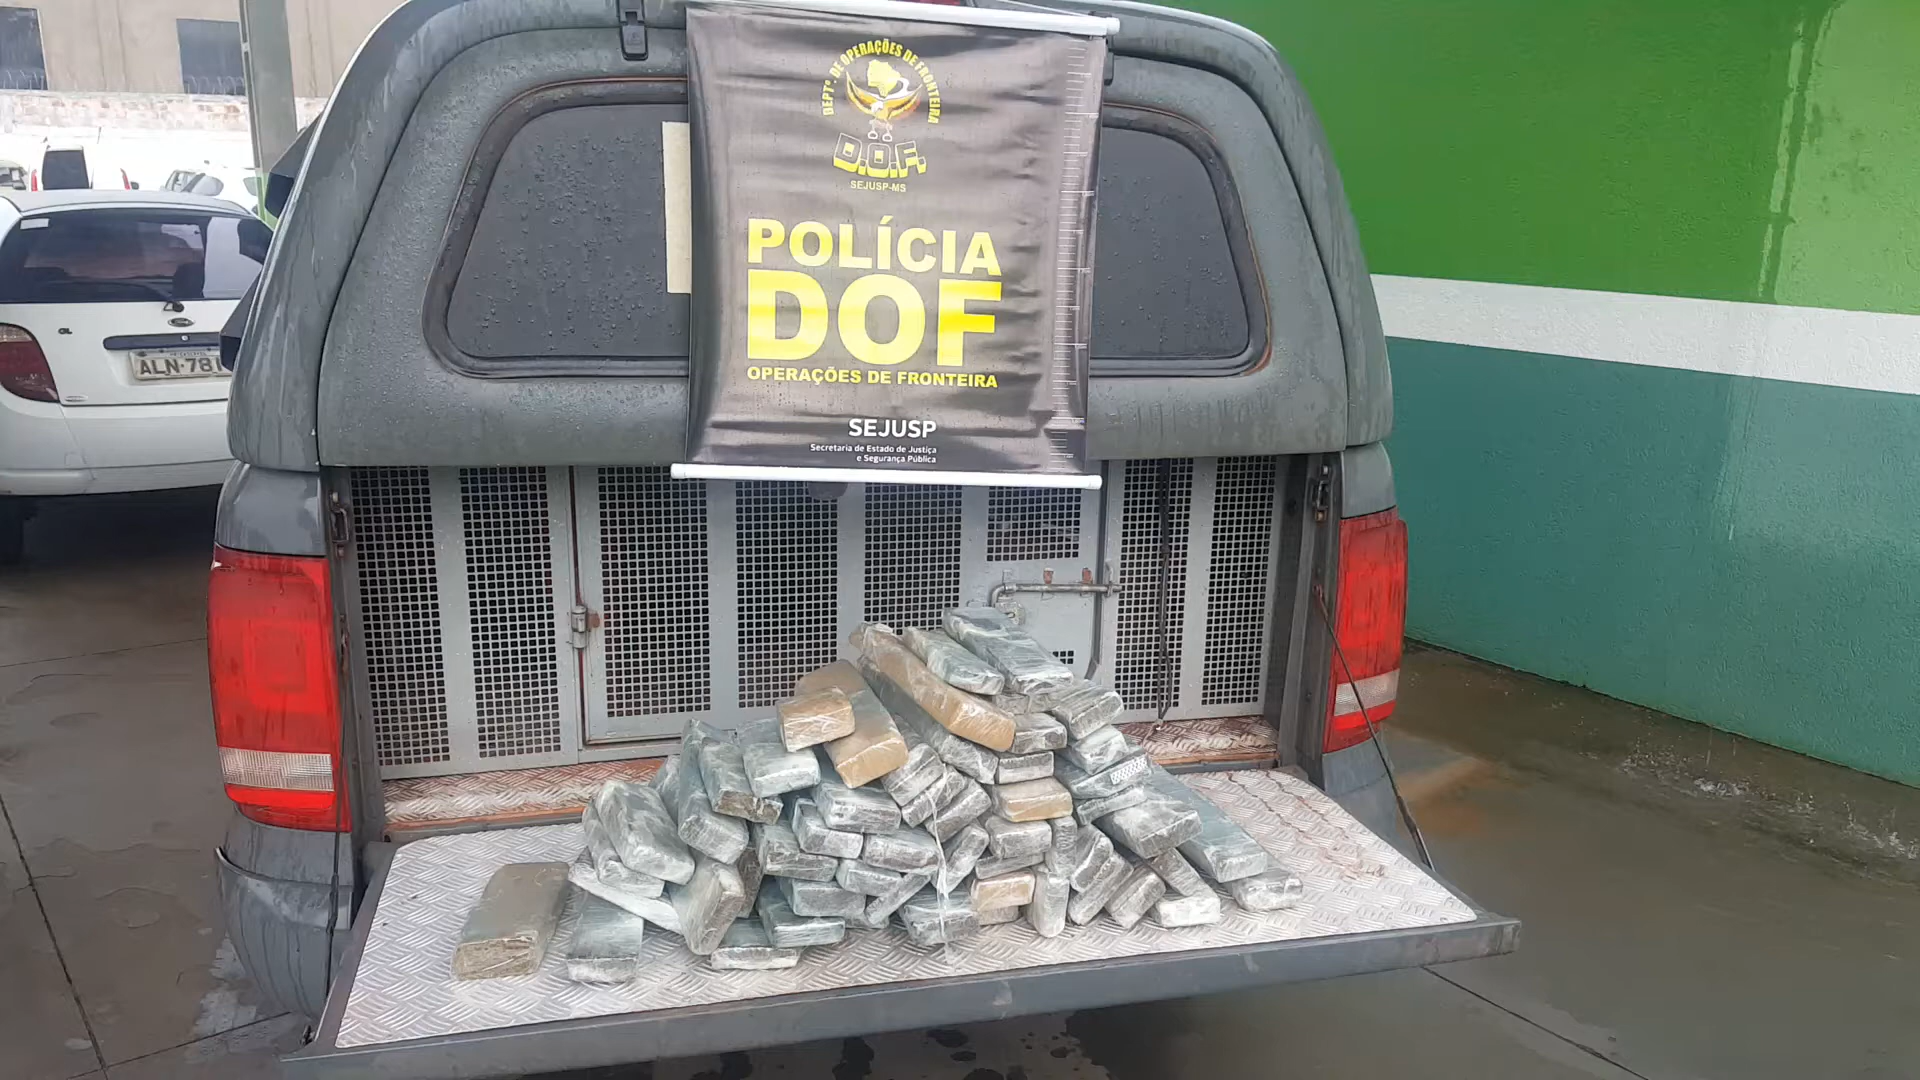 DEPTº. DE OPERAÇÕES DE FRONTEIRA
D.O.F.
SEJUSP-MS
POLÍCIA
DOF
OPERAÇÕES DE FRONTEIRA
SEJUSP
Secretaria de Estado de Justiça
e Segurança Pública
GL